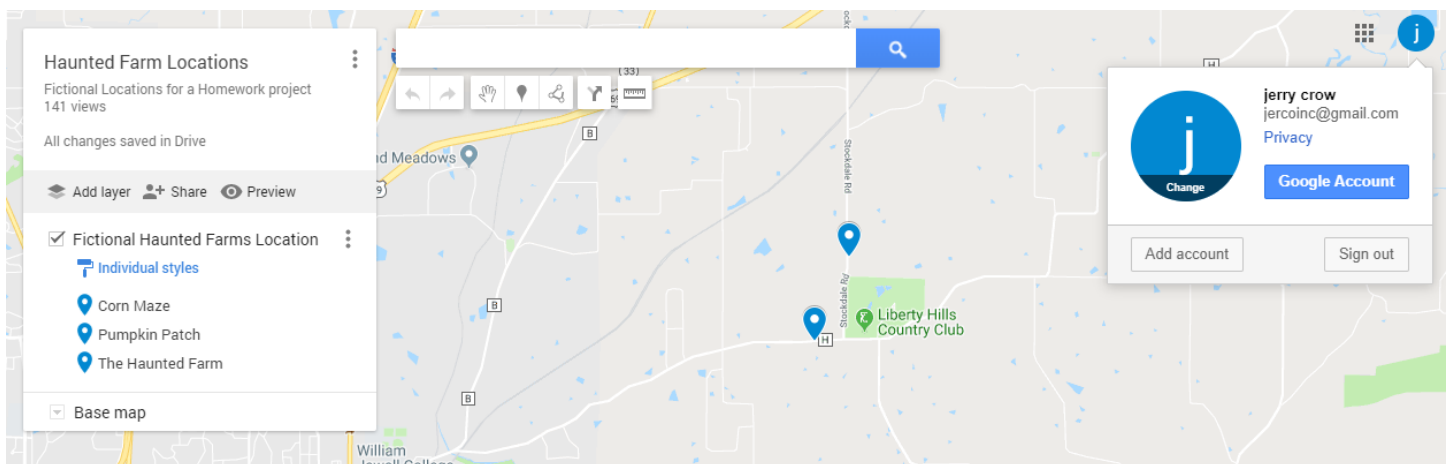 Haunted Farm Locations
Fictional Locations for a Homework project
141 views
All changes saved in Drive
Add layer
Share
Preview
Fictional Haunted Farms Location
Individual styles
Corn Maze
Pumpkin Patch
The Haunted Farm
Base map
(33)
B
Meadows
9
Stockdale Rd
B
Stockdale Rd
Liberty Hills
Country Club
H
B
William
Jewell College
H
j
jerry crow
jercoinc@gmail.com
Privacy
j
Change
Google Account
Add account
Sign out